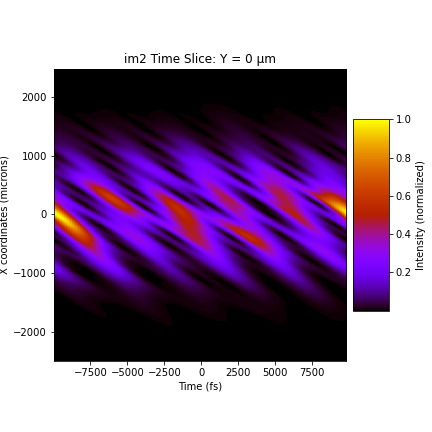 im2 Time Slice: Y = 0 µm
X coordinates (microns)
2000
1000
0
−1000
−2000
−7500 −5000 −2500 0 2500 5000 7500
Time (fs)
1.0
0.8
0.6
0.4
0.2
Intensity (normalized)